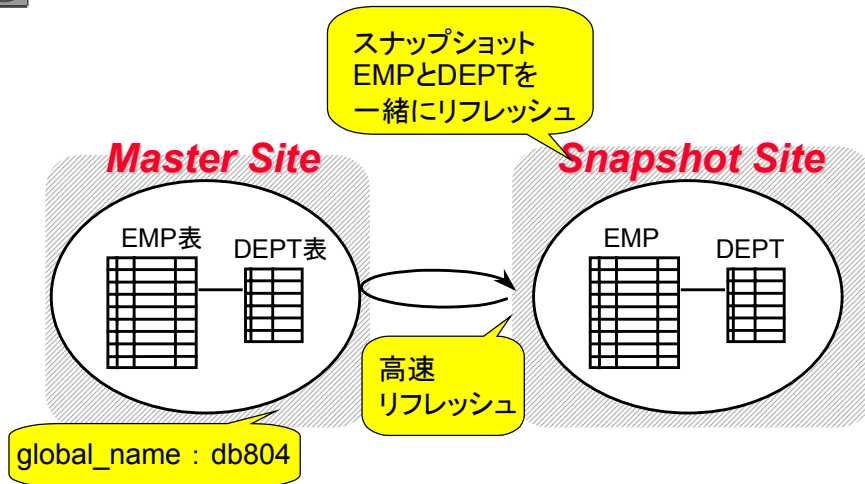 スナップショット
EMPとDEPTを
一緒にリフレッシュ
Master Site
Snapshot Site
EMP表
DEPT表
EMP
DEPT
高速
リフレッシュ
global_name : db804